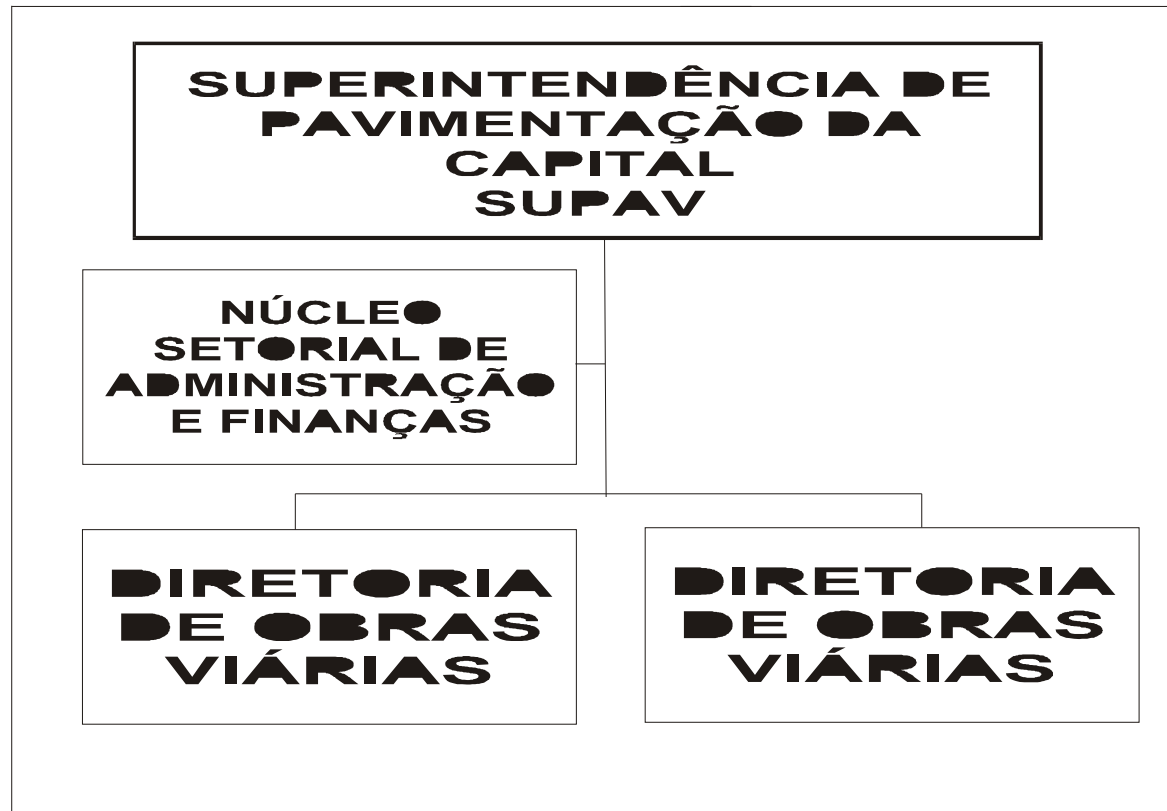 SUPERINTENDÊNCIA DE
PAVIMENTAÇÃO DA
CAPITAL
SUPAV
NÚCLEO
SETORIAL DE
ADMINISTRAÇÃO
E FINANÇAS
DIRETORIA
DE OBRAS
VIÁRIAS
DIRETORIA
DE OBRAS
VIÁRIAS